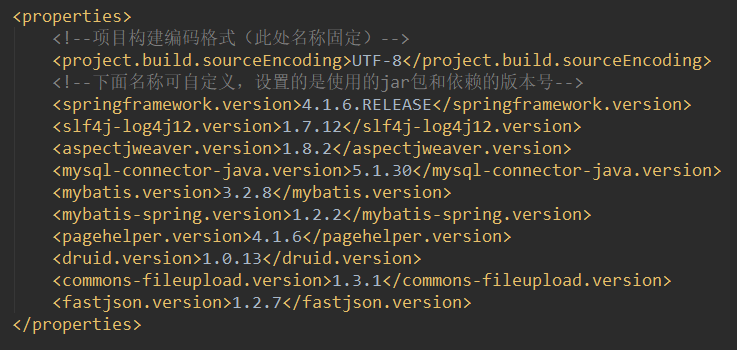 <properties>
<!--项目构建编码格式（此处名称固定）-->
<project.build.sourceEncoding>UTF-8</project.build.sourceEncoding>
<!--下面名称可自定义，设置的是使用的jar包和依赖的版本号-->
<springframework.version>4.1.6.RELEASE</springframework.version>
<slf4j-log4j12.version>1.7.12</slf4j-log4j12.version>
<aspectjweaver.version>1.8.2</aspectjweaver.version>
<mysql-connector-java.version>5.1.30</mysql-connector-java.version>
<mybatis.version>3.2.8</mybatis.version>
<mybatis-spring.version>1.2.2</mybatis-spring.version>
<pagehelper.version>4.1.6</pagehelper.version>
<druid.version>1.0.13</druid.version>
<commons-fileupload.version>1.3.1</commons-fileupload.version>
<fastjson.version>1.2.7</fastjson.version>
</properties>